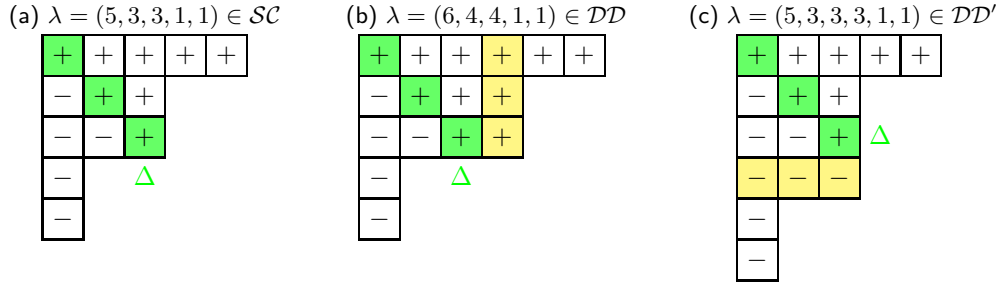 (a) λ = (5, 3, 3, 1, 1) ∈ 𝒮𝒞
+ + + + +
− + +
− − +
− Δ
−
(b) λ = (6, 4, 4, 1, 1) ∈ 𝒟𝒟
+ + + + + +
− + + +
− − + +
− Δ
−
(c) λ = (5, 3, 3, 3, 1, 1) ∈ 𝒟𝒟′
+ + + + +
− + +
− − + Δ
− − −
−
−